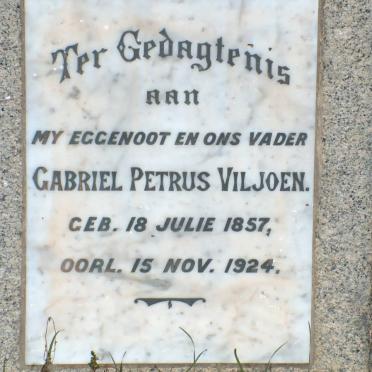 Ter Gedagtenis
aan
MY EGGENOOT EN ONS VADER
GABRIEL PETRUS VILJOEN.
GEB. 18 JULIE 1857,
OORL. 15 NOV. 1924.